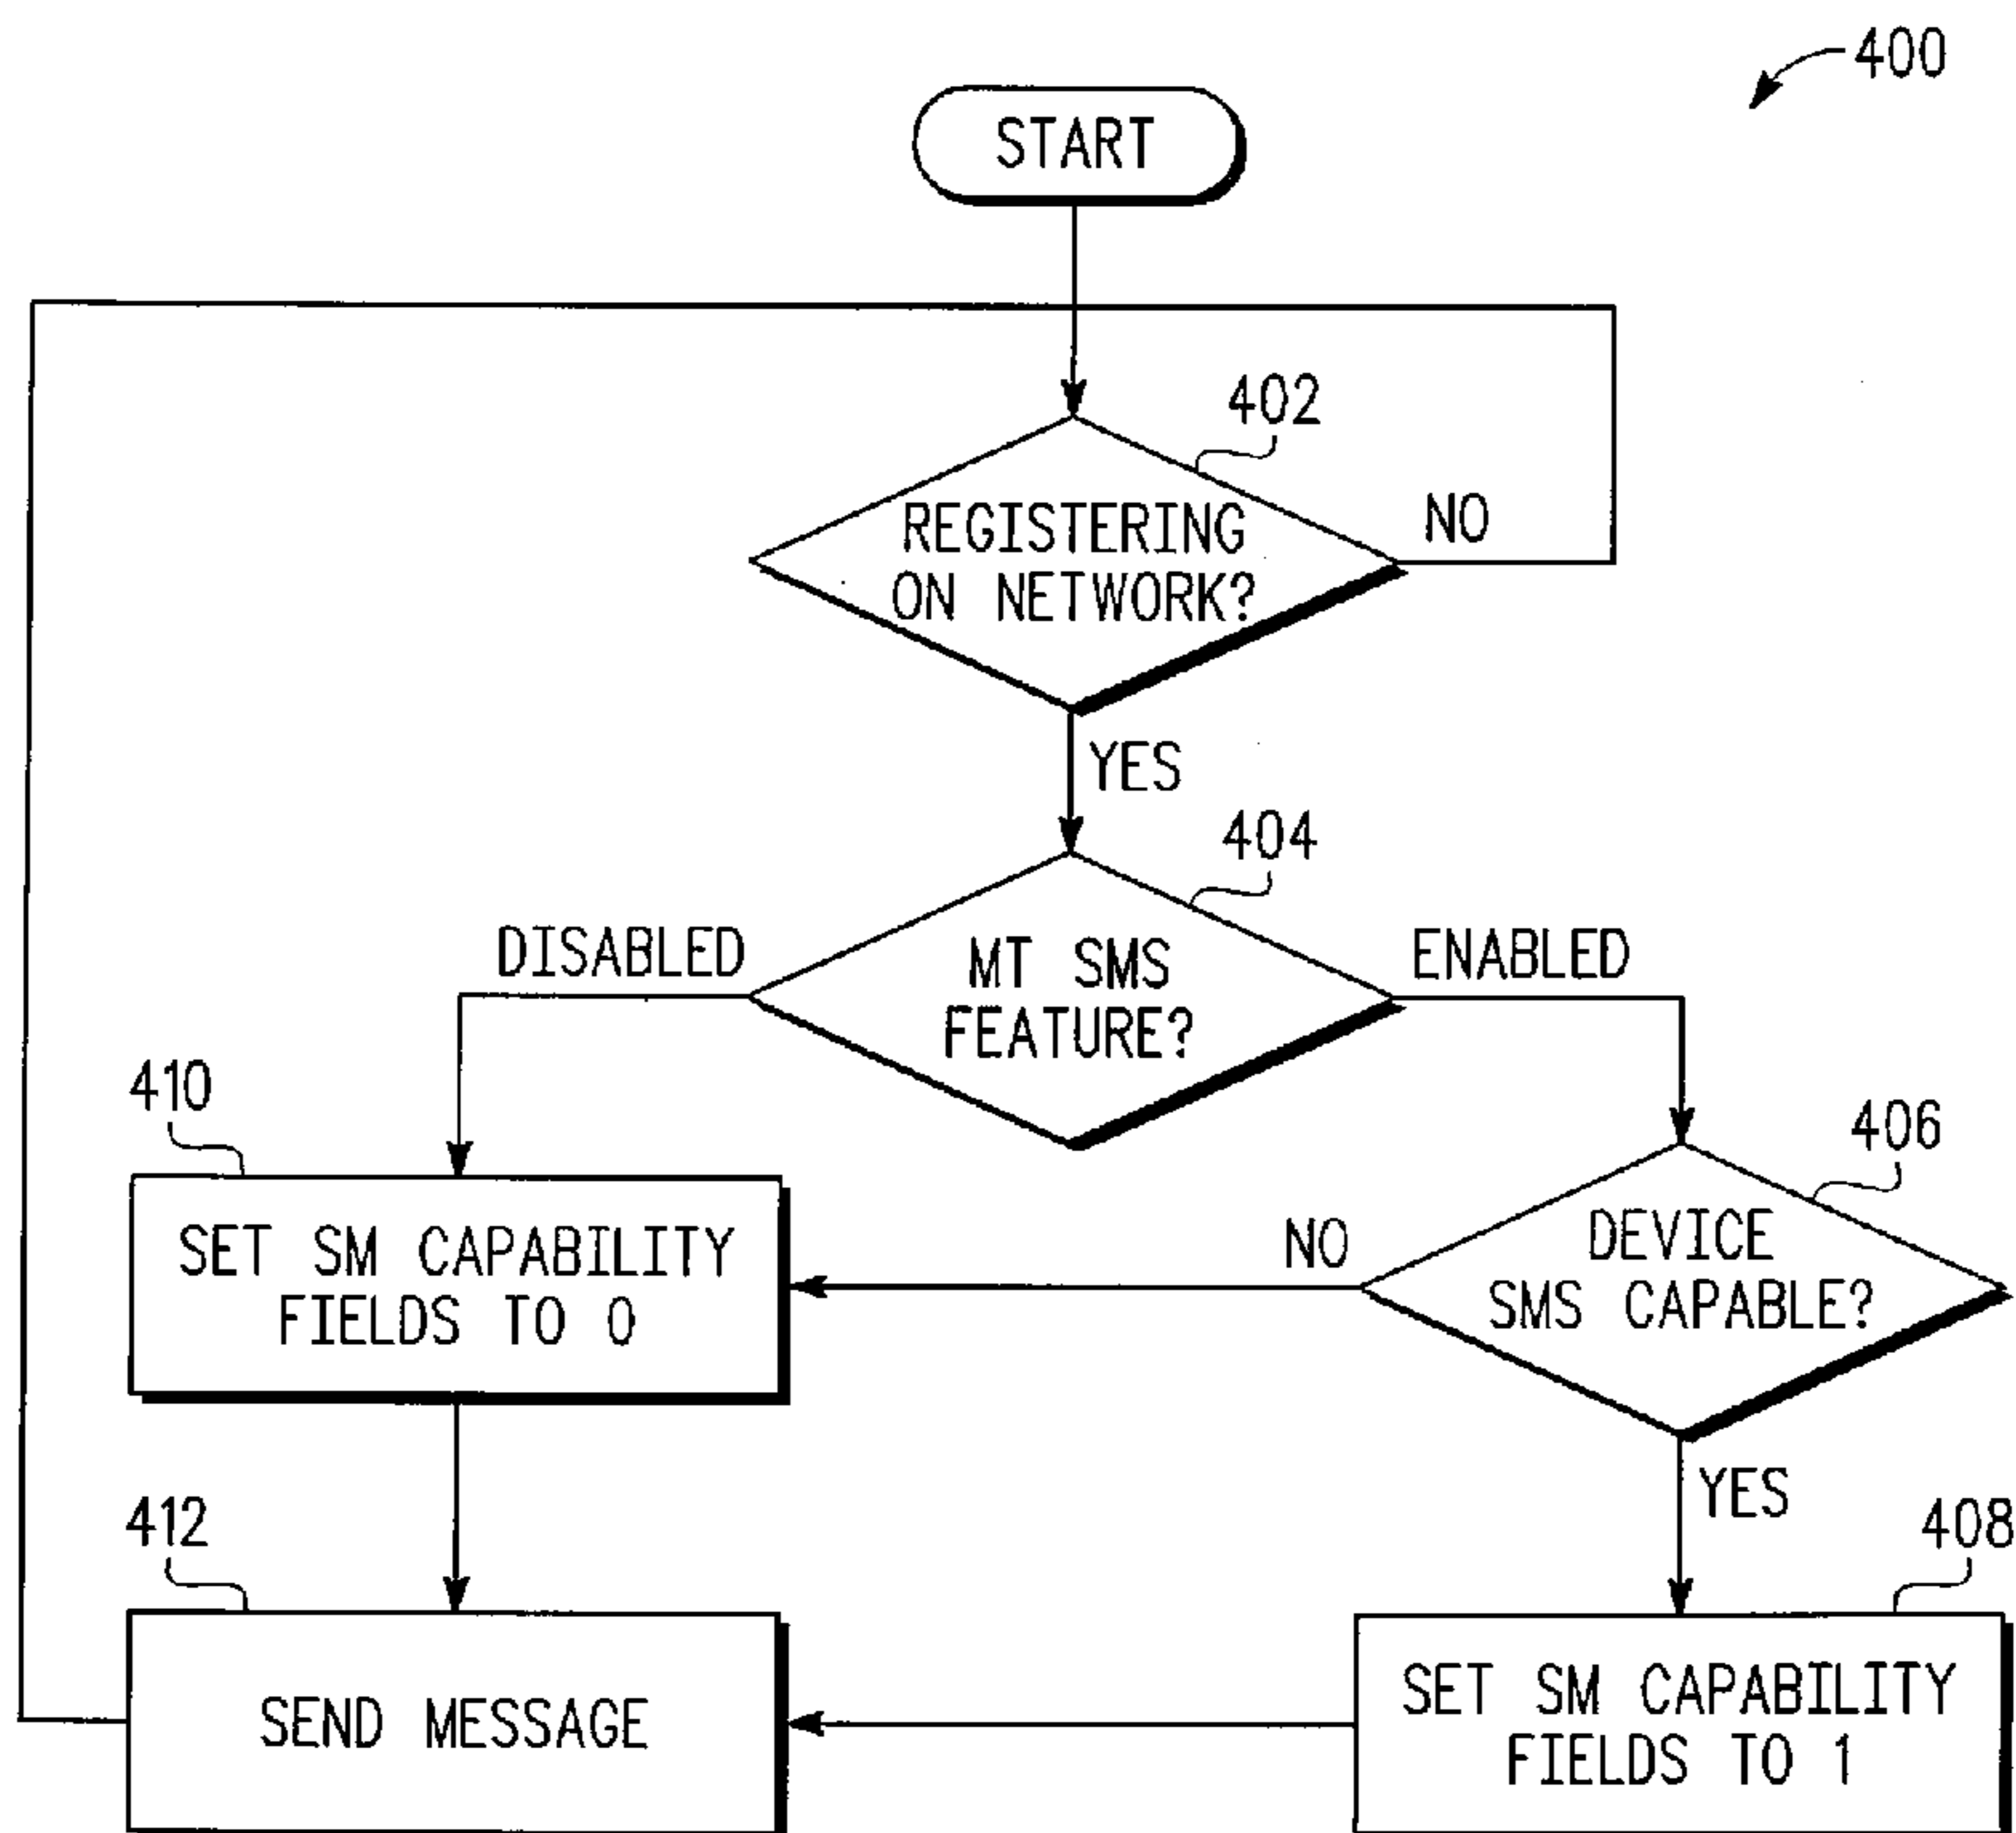 400
START
402
REGISTERING
ON NETWORK?
NO
YES
404
MT SMS
FEATURE?
DISABLED
ENABLED
410
SET SM CAPABILITY
FIELDS TO 0
406
DEVICE
SMS CAPABLE?
NO
YES
412
SEND MESSAGE
408
SET SM CAPABILITY
FIELDS TO 1